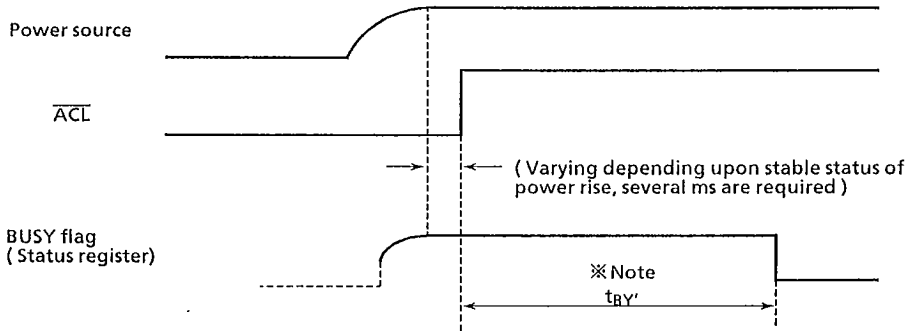 Power source
ACL
( Varying depending upon stable status of
power rise, several ms are required )
BUSY flag
( Status register)
※Note
tBY'